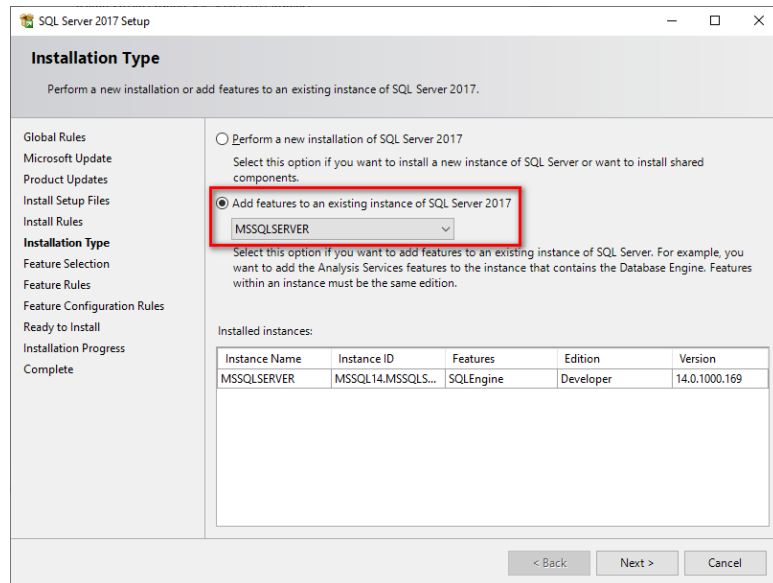 SQL Server 2017 Setup
Installation Type
Perform a new installation or add features to an existing instance of SQL Server 2017.
Global Rules
Microsoft Update
Product Updates
Install Setup Files
Install Rules
Installation Type
Feature Selection
Feature Rules
Feature Configuration Rules
Ready to Install
Installation Progress
Complete
Perform a new installation of SQL Server 2017
Select this option if you want to install a new instance of SQL Server or want to install shared
components.
Add features to an existing instance of SQL Server 2017
MSSQLSERVER
Select this option if you want to add features to an existing instance of SQL Server. For example, you
want to add the Analysis Services features to the instance that contains the Database Engine. Features
within an instance must be the same edition.
Installed instances:
Instance Name Instance ID Features Edition Version
MSSQLSERVER MSSQL14.MSSQLS... SQLEngine Developer 14.0.1000.169
< Back Next > Cancel